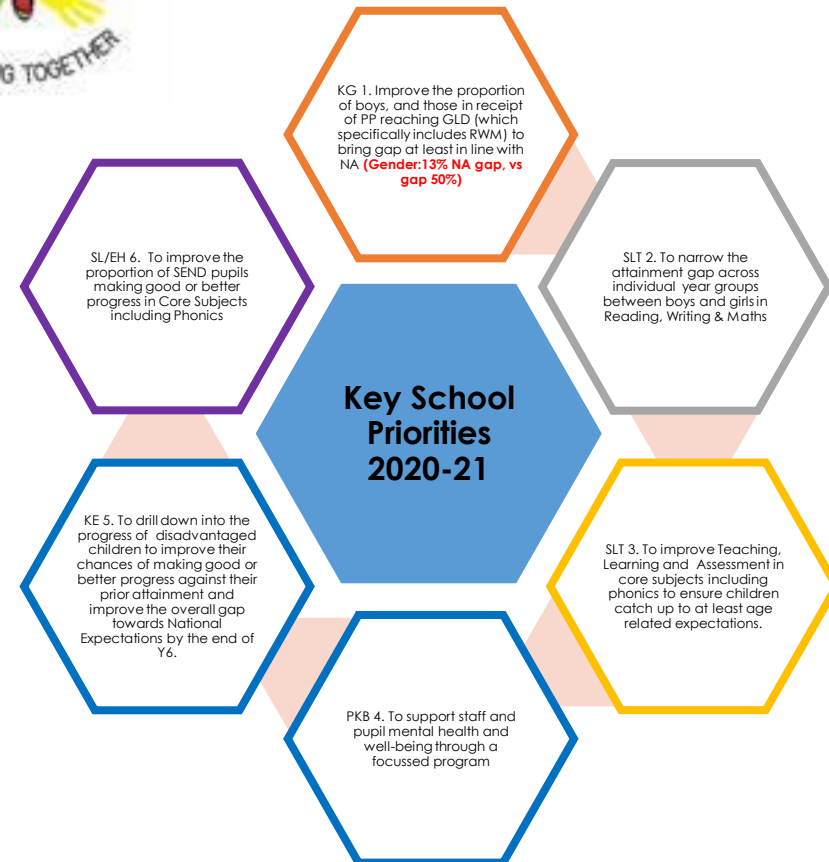 G TOGETHER
KG 1. Improve the proportion
of boys, and those in receipt
of PP reaching GLD (which
specifically includes RWM) to
bring gap at least in line with
NA (Gender:13% NA gap, vs
gap 50%)
SLT 2. To narrow the
attainment gap across
individual year groups
between boys and girls in
Reading, Writing & Maths
SLT 3. To improve Teaching,
Learning and Assessment in
core subjects including
phonics to ensure children
catch up to at least age
related expectations.
PKB 4. To support staff and
pupil mental health and
well-being through a
focussed program
KE 5. To drill down into the
progress of disadvantaged
children to improve their
chances of making good or
better progress against their
prior attainment and
improve the overall gap
towards National
Expectations by the end of
Y6.
SL/EH 6. To improve the
proportion of SEND pupils
making good or better
progress in Core Subjects
including Phonics
Key School
Priorities
2020-21